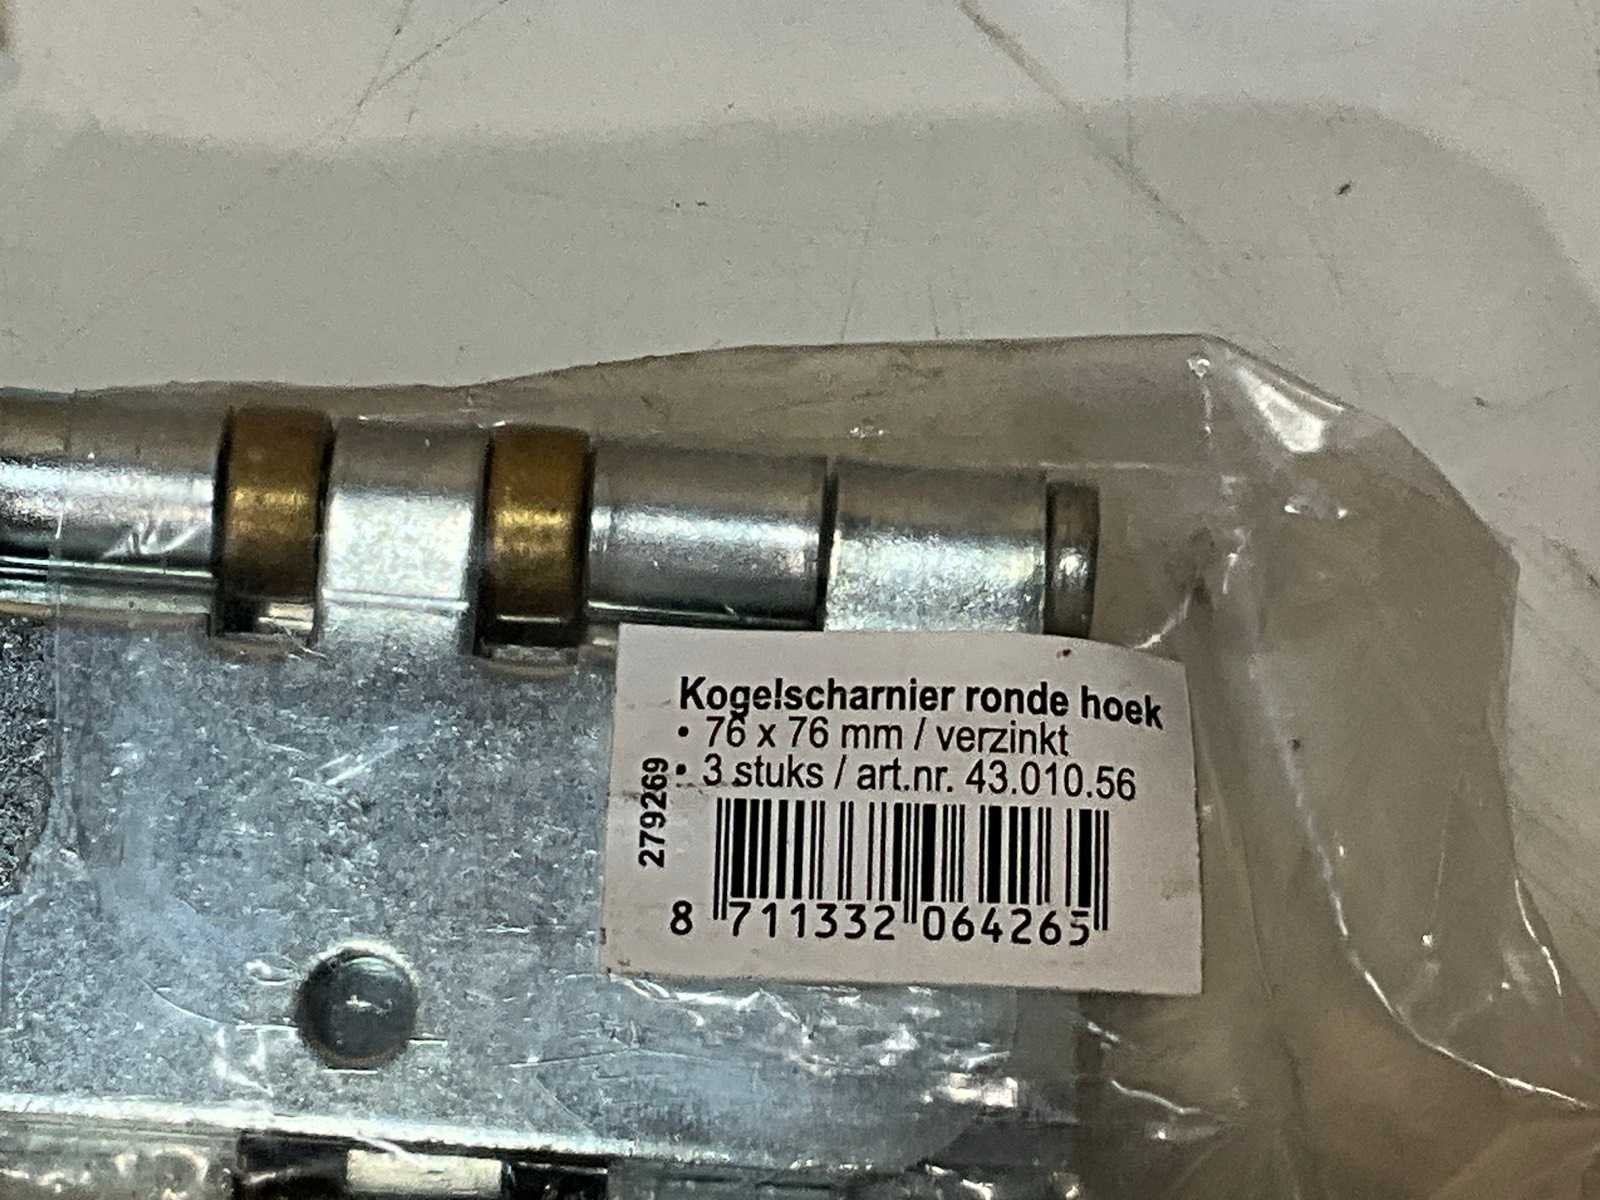 Kogelscharnier ronde hoek
• 76 x 76 mm / verzinkt
• 3 stuks / art.nr. 43.010.56
279269
8 711332 064265